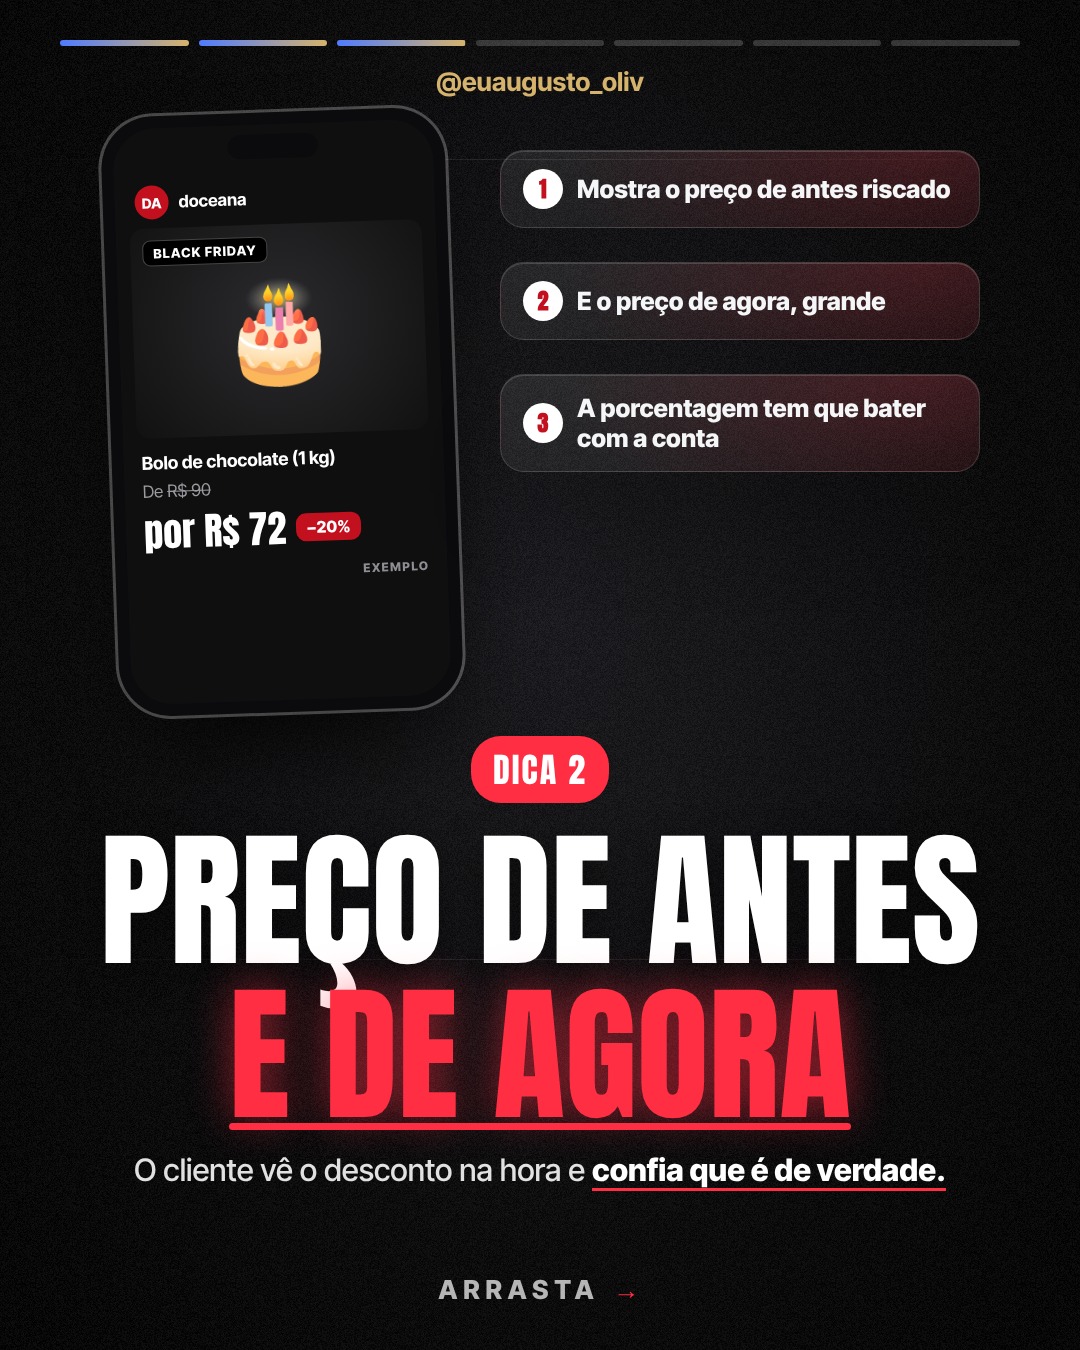 @euaugusto_oliv
DA doceana
BLACK FRIDAY
Bolo de chocolate (1 kg)
De R$ 90
por R$ 72 −20%
EXEMPLO
1 Mostra o preço de antes riscado
2 E o preço de agora, grande
3 A porcentagem tem que bater
com a conta
DICA 2
PREÇO DE ANTES
E DE AGORA
O cliente vê o desconto na hora e confia que é de verdade.
ARRASTA →